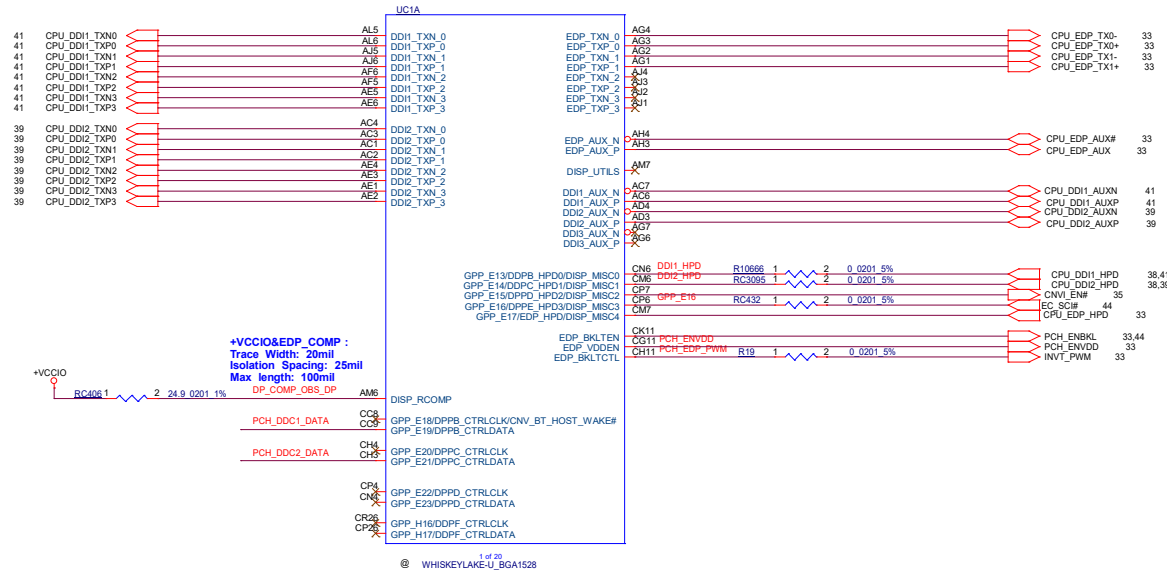 UC1A
41 CPU_DDI1_TXN0 AL5 DDI1_TXN_0 EDP_TXN_0 AG4 CPU_EDP_TX0- 33
41 CPU_DDI1_TXP0 AL6 DDI1_TXP_0 EDP_TXP_0 AG3 CPU_EDP_TX0+ 33
41 CPU_DDI1_TXN1 AJ5 DDI1_TXN_1 EDP_TXN_1 AG2 CPU_EDP_TX1- 33
41 CPU_DDI1_TXP1 AJ6 DDI1_TXP_1 EDP_TXP_1 AG1 CPU_EDP_TX1+ 33
41 CPU_DDI1_TXN2 AF6 DDI1_TXN_2 EDP_TXN_2 AJ4
41 CPU_DDI1_TXP2 AF5 DDI1_TXP_2 EDP_TXP_2 AJ3
41 CPU_DDI1_TXN3 AE5 DDI1_TXN_3 EDP_TXN_3 AJ2
41 CPU_DDI1_TXP3 AE6 DDI1_TXP_3 EDP_TXP_3 AJ1
39 CPU_DDI2_TXN0 AC4 DDI2_TXN_0
39 CPU_DDI2_TXP0 AC3 DDI2_TXP_0 EDP_AUX_N AH4 CPU_EDP_AUX# 33
39 CPU_DDI2_TXN1 AC1 DDI2_TXN_1 EDP_AUX_P AH3 CPU_EDP_AUX 33
39 CPU_DDI2_TXP1 AC2 DDI2_TXP_1
39 CPU_DDI2_TXN2 AE4 DDI2_TXN_2 DISP_UTILS AM7
39 CPU_DDI2_TXP2 AE3 DDI2_TXP_2
39 CPU_DDI2_TXN3 AE1 DDI2_TXN_3 DDI1_AUX_N AC7 CPU_DDI1_AUXN 41
39 CPU_DDI2_TXP3 AE2 DDI2_TXP_3 DDI1_AUX_P AC6 CPU_DDI1_AUXP 41
DDI2_AUX_N AD4 CPU_DDI2_AUXN 39
DDI2_AUX_P AD3 CPU_DDI2_AUXP 39
DDI3_AUX_N AG7
DDI3_AUX_P AG6
GPP_E13/DDPB_HPD0/DISP_MISC0 CN6 DDI1_HPD R10666 1 2 0_0201_5% CPU_DDI1_HPD 38,41
GPP_E14/DDPC_HPD1/DISP_MISC1 CM6 DDI2_HPD RC3095 1 2 0_0201_5% CPU_DDI2_HPD 38,39
GPP_E15/DPPD_HPD2/DISP_MISC2 CP7 CNVI_EN# 35
GPP_E16/DPPE_HPD3/DISP_MISC3 CP6 GPP_E16 RC432 1 2 0_0201_5% EC_SCI# 44
GPP_E17/EDP_HPD/DISP_MISC4 CM7 CPU_EDP_HPD 33
EDP_BKLTEN CK11 PCH_ENBKL 33,44
EDP_VDDEN CG11 PCH_ENVDD PCH_ENVDD 33
EDP_BKLTCTL CH11 PCH_EDP_PWM R19 1 2 0_0201_5% INVT_PWM 33
+VCCIO&EDP_COMP :
Trace Width: 20mil
Isolation Spacing: 25mil
Max length: 100mil
+VCCIO
RC406 1 2 24.9_0201_1% DP_COMP_OBS_DP AM6 DISP_RCOMP
CC8 GPP_E18/DPPB_CTRLCLK/CNV_BT_HOST_WAKE#
PCH_DDC1_DATA CC9 GPP_E19/DPPB_CTRLDATA
CH4 GPP_E20/DPPC_CTRLCLK
PCH_DDC2_DATA CH3 GPP_E21/DPPC_CTRLDATA
CP4 GPP_E22/DPPD_CTRLCLK
CN4 GPP_E23/DPPD_CTRLDATA
CR26 GPP_H16/DDPF_CTRLCLK
CP26 GPP_H17/DDPF_CTRLDATA
1 of 20
@ WHISKEYLAKE-U_BGA1528